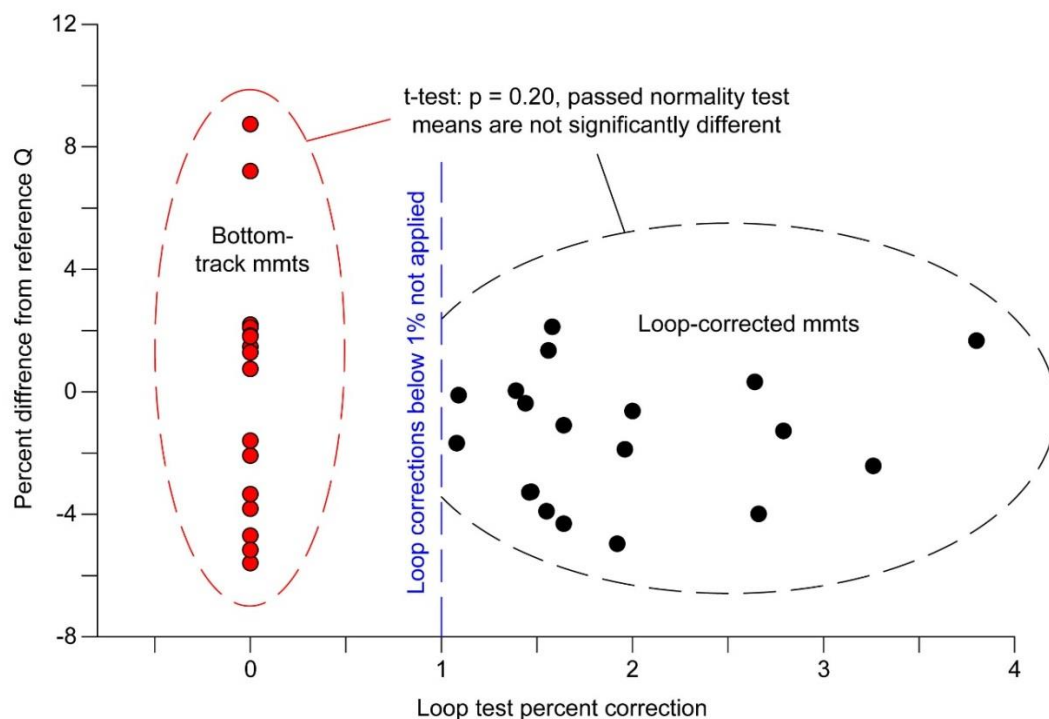 12
8
4
0
-4
-8
Percent diffrence from reference Q
t-test: p = 0.20, passed normality test
means are not significantly different
Bottom-
track mmts
Loop corrections below 1% not applied
Loop-corrected mmts
0
1
2
3
4
Loop test percent correction